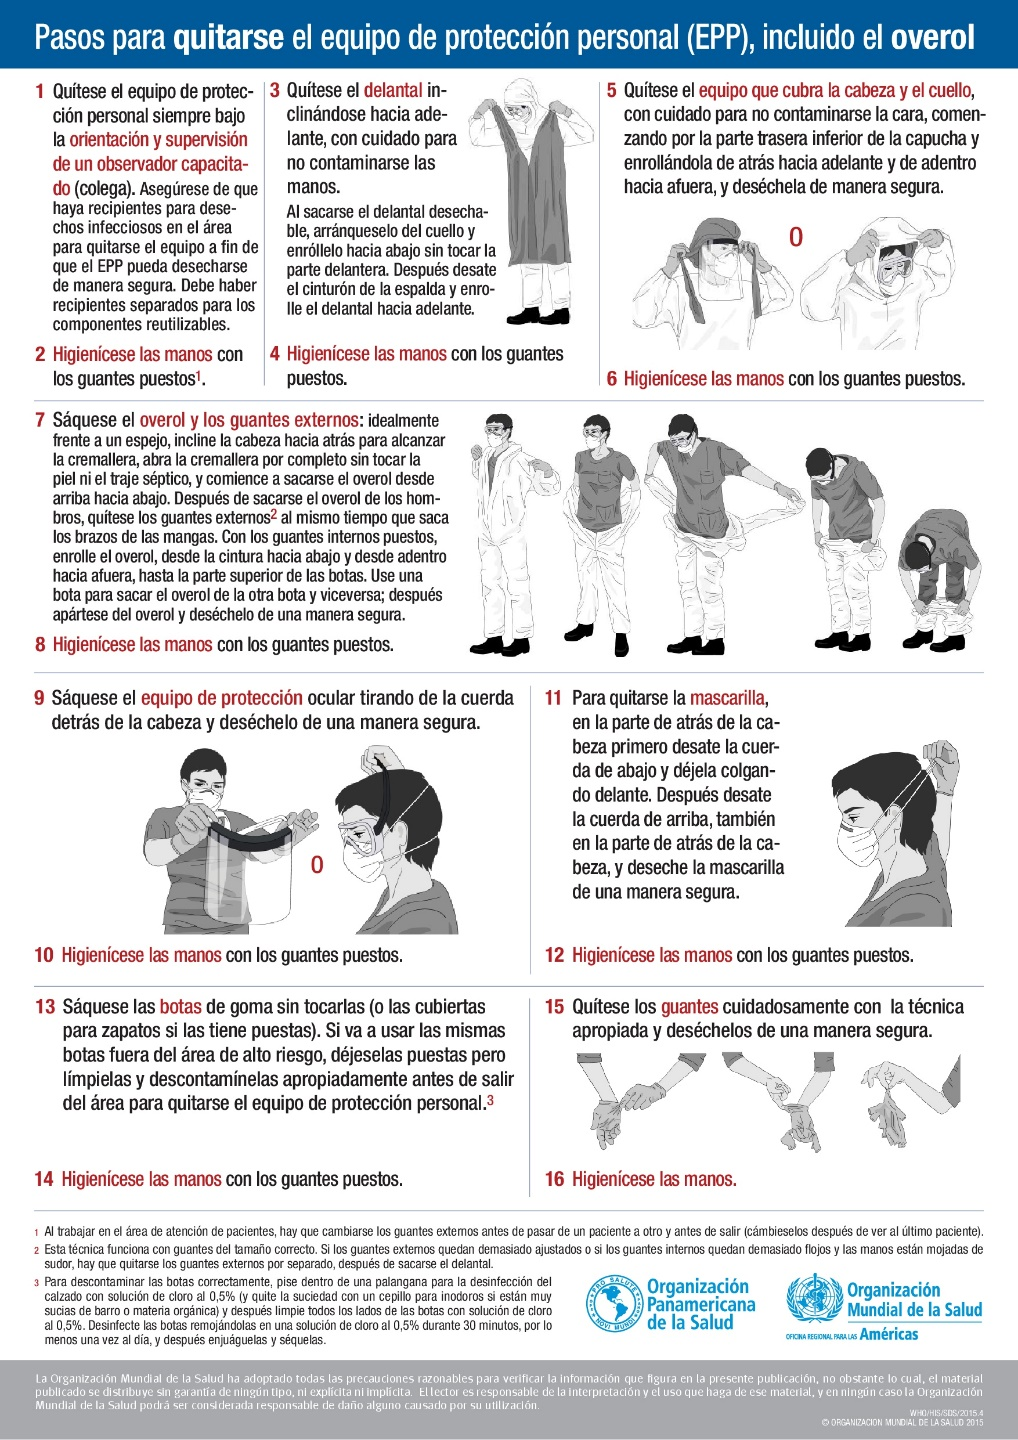 Pasos para quitarse el equipo de protección personal (EPP), incluido el overol
1 Quítese el equipo de protec-
ción personal siempre bajo
la orientación y supervisión
de un observador capacita-
do (colega). Asegúrese de que
haya recipientes para dese-
chos infecciosos en el área
para quitarse el equipo a fin de
que el EPP pueda desecharse
de manera segura. Debe haber
recipientes separados para los
componentes reutilizables.
2 Higienícese las manos con
los guantes puestos1.
3 Quítese el delantal in-
clinándose hacia ade-
lante, con cuidado para
no contaminarse las
manos.
Al sacarse el delantal desecha-
ble, arránqueselo del cuello y
enróllelo hacia abajo sin tocar la
parte delantera. Después desate
el cinturón de la espalda y enro-
lle el delantal hacia adelante.
4 Higienícese las manos con los guantes
puestos.
5 Quítese el equipo que cubra la cabeza y el cuello,
con cuidado para no contaminarse la cara, comen-
zando por la parte trasera inferior de la capucha y
enrollándola de atrás hacia adelante y de adentro
hacia afuera, y deséchela de manera segura.
O
6 Higienícese las manos con los guantes puestos.
7 Sáquese el overol y los guantes externos: idealmente
frente a un espejo, incline la cabeza hacia atrás para alcanzar
la cremallera, abra la cremallera por completo sin tocar la
piel ni el traje séptico, y comience a sacarse el overol desde
arriba hacia abajo. Después de sacarse el overol de los hom-
bros, quítese los guantes externos2 al mismo tiempo que saca
los brazos de las mangas. Con los guantes internos puestos,
enrolle el overol, desde la cintura hacia abajo y desde adentro
hacia afuera, hasta la parte superior de las botas. Use una
bota para sacar el overol de la otra bota y viceversa; después
apártese del overol y deséchelo de una manera segura.
8 Higienícese las manos con los guantes puestos.
9 Sáquese el equipo de protección ocular tirando de la cuerda
detrás de la cabeza y deséchelo de una manera segura.
O
10 Higienícese las manos con los guantes puestos.
11 Para quitarse la mascarilla,
en la parte de atrás de la ca-
beza primero desate la cuer-
da de abajo y déjela colgan-
do delante. Después desate
la cuerda de arriba, también
en la parte de atrás de la ca-
beza, y deseche la mascarilla
de una manera segura.
12 Higienícese las manos con los guantes puestos.
13 Sáquese las botas de goma sin tocarlas (o las cubiertas
para zapatos si las tiene puestas). Si va a usar las mismas
botas fuera del área de alto riesgo, déjeselas puestas pero
límpielas y descontamínelas apropiadamente antes de salir
del área para quitarse el equipo de protección personal.3
14 Higienícese las manos con los guantes puestos.
15 Quítese los guantes cuidadosamente con la técnica
apropiada y deséchelos de una manera segura.
16 Higienícese las manos.
1 Al trabajar en el área de atención de pacientes, hay que cambiarse los guantes externos antes de pasar de un paciente a otro y antes de salir (cámbieselos después de ver al último paciente).
2 Esta técnica funciona con guantes del tamaño correcto. Si los guantes externos quedan demasiado ajustados o si los guantes internos quedan demasiado flojos y las manos están mojadas de
sudor, hay que quitarse los guantes externos por separado, después de sacarse el delantal.
3 Para descontaminar las botas correctamente, pise dentro de una palangana para la desinfección del
calzado con solución de cloro al 0,5% (y quite la suciedad con un cepillo para inodoros si están muy
sucias de barro o materia orgánica) y después limpie todos los lados de las botas con solución de cloro
al 0,5%. Desinfecte las botas remojándolas en una solución de cloro al 0,5% durante 30 minutos, por lo
menos una vez al día, y después enjuáguelas y séquelas.
PRO SALUTE
NOVI MUNDI
Organización
Panamericana
de la Salud
Organización
Mundial de la Salud
OFICINA REGIONAL PARA LAS Américas
La Organización Mundial de la Salud ha adoptado todas las precauciones razonables para verificar la información que figura en la presente publicación, no obstante lo cual, el material
publicado se distribuye sin garantía de ningún tipo, ni explícita ni implícita. El lector es responsable de la interpretación y el uso que haga de ese material, y en ningún caso la Organización
Mundial de la Salud podrá ser considerada responsable de daño alguno causado por su utilización.
WHO/HIS/SDS/2015.4
© ORGANIZACIÓN MUNDIAL DE LA SALUD 2015